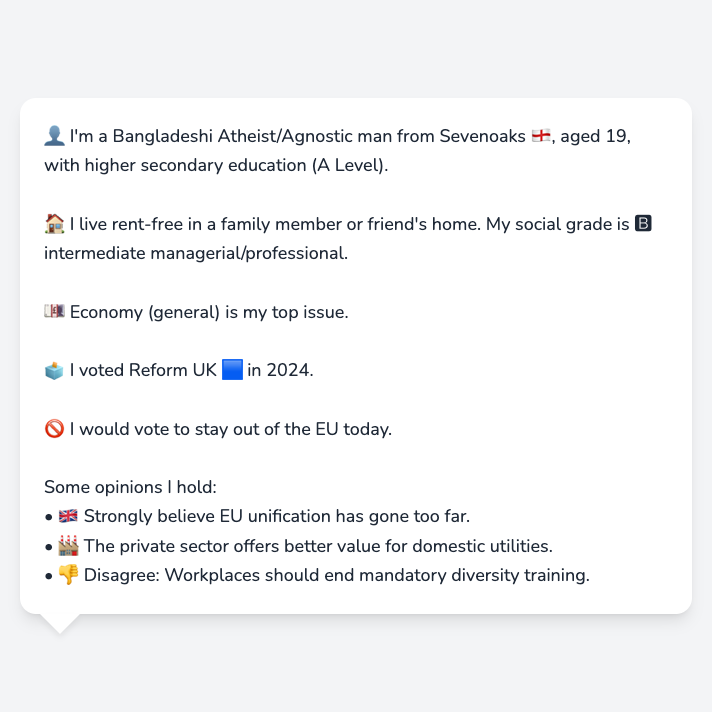 👤 I'm a Bangladeshi Atheist/Agnostic man from Sevenoaks 🏴󠁧󠁢󠁥󠁮󠁧󠁿, aged 19,
with higher secondary education (A Level).
🏠 I live rent-free in a family member or friend's home. My social grade is 🅱
intermediate managerial/professional.
💷 Economy (general) is my top issue.
🗳️ I voted Reform UK 🟦 in 2024.
🚫 I would vote to stay out of the EU today.
Some opinions I hold:
• 🇬🇧 Strongly believe EU unification has gone too far.
• 🏭 The private sector offers better value for domestic utilities.
• 👎 Disagree: Workplaces should end mandatory diversity training.